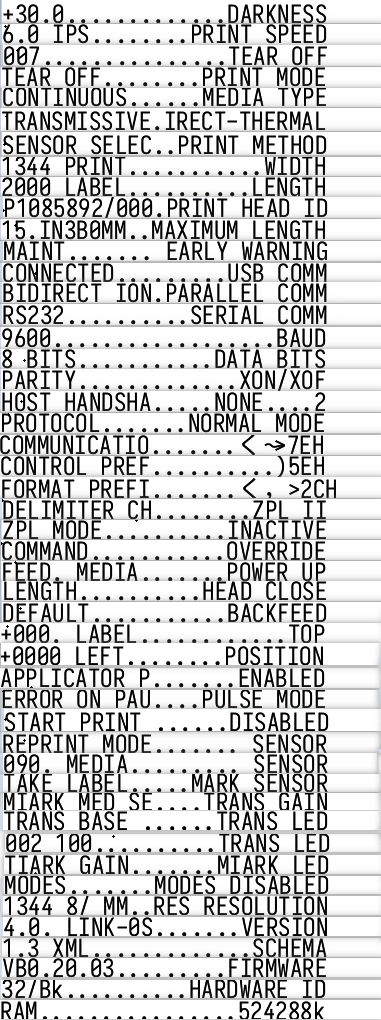 +30.0............DARKNESS
6.0 IPS........PRINT SPEED
007...............TEAR OFF
TEAR OFF........PRINT MODE
CONTINUOUS......MEDIA TYPE
TRANSMISSIVE.IRECT-THERMAL
SENSOR SELEC..PRINT METHOD
1344 PRINT...........WIDTH
2000 LABEL..........LENGTH
P1085892/000.PRINT HEAD ID
15.IN3B0MM..MAXIMUM LENGTH
MAINT....... EARLY WARNING
CONNECTED.........USB COMM
BIDIRECT ION.PARALLEL COMM
RS232..........SERIAL COMM
9600..................BAUD
8 BITS...........DATA BITS
PARITY.............XON/XOF
HOST HANDSHA.....NONE....2
PROTOCOL.......NORMAL MODE
COMMUNICATIO.......< ↝7EH
CONTROL PREF..........)5EH
FORMAT PREFI.......< , >2CH
DELIMITER CH........ZPL II
ZPL MODE..........INACTIVE
COMMAND...........OVERRIDE
FEED. MEDIA.......POWER UP
LENGTH..........HEAD CLOSE
DEFAULT...........BACKFEED
+000. LABEL............TOP
+0000 LEFT........POSITION
APPLICATOR P.......ENABLED
ERROR ON PAU....PULSE MODE
START PRINT ......DISABLED
REPRINT MODE........ SENSOR
090. MEDIA......... SENSOR
TAKE LABEL.....MARK SENSOR
MIARK MED SE....TRANS GAIN
TRANS BASE ......TRANS LED
002 100..........TRANS LED
TIARK GAIN.......MIARK LED
MODES.......MODES DISABLED
1344 8/ MM..RES RESOLUTION
4.0. LINK-0S.......VERSION
1.3 XML.............SCHEMA
VB0.20.03.........FIRMWARE
32/Bk..........HARDWARE ID
RAM................524288k